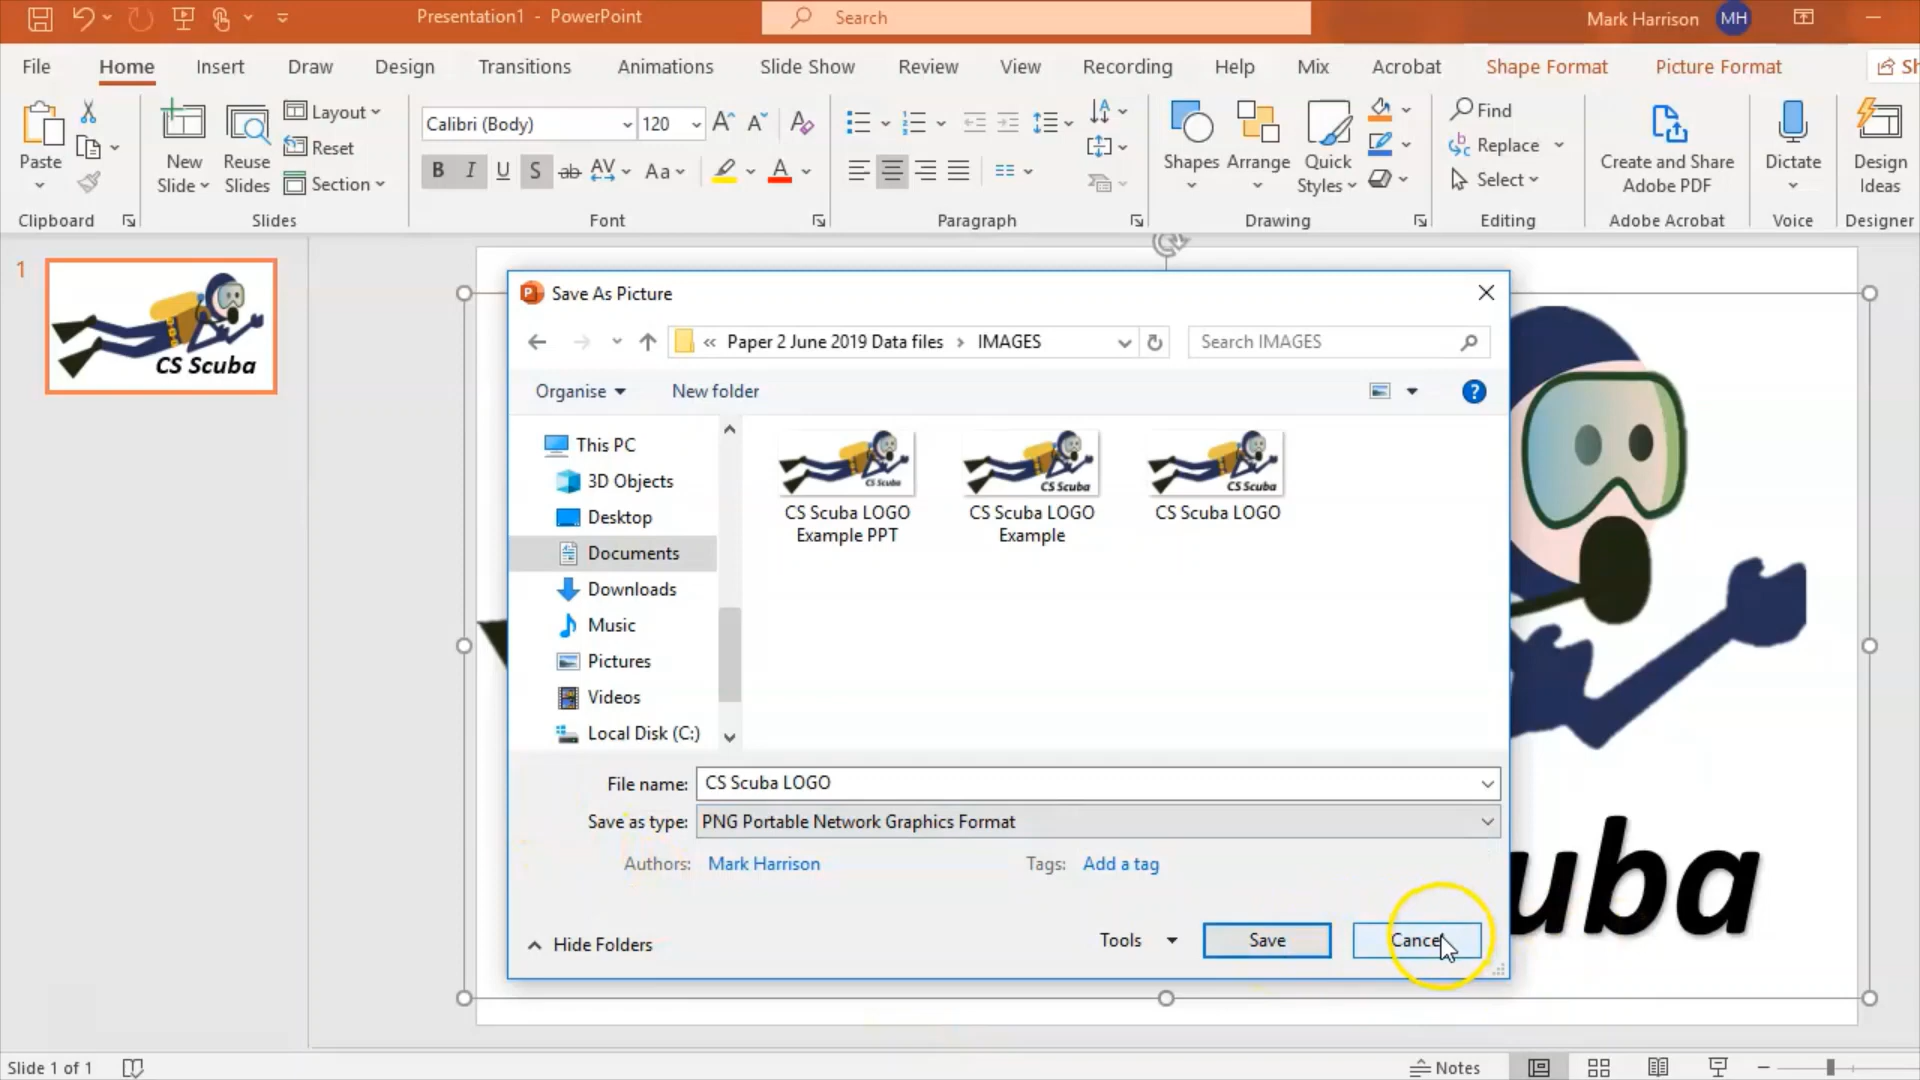 Presentation1 - PowerPoint
Search
Mark Harrison MH
File Home Insert Draw Design Transitions Animations Slide Show Review View Recording Help Mix Acrobat Shape Format Picture Format Sh
Paste
New
Slide
Reuse
Slides
Layout
Reset
Section
Calibri (Body) 120
B I U S ab AV Aa A
Shapes Arrange Quick
Styles
Find
Replace
Select
Create and Share
Adobe PDF
Dictate
Design
Ideas
Clipboard Slides Font Paragraph Drawing Editing Adobe Acrobat Voice Designer
1
CS Scuba
Save As Picture
« Paper 2 June 2019 Data files > IMAGES
Search IMAGES
Organise New folder
This PC
3D Objects
Desktop
Documents
Downloads
Music
Pictures
Videos
Local Disk (C:)
CS Scuba
CS Scuba
CS Scuba
CS Scuba LOGO
Example PPT
CS Scuba LOGO
Example
CS Scuba LOGO
File name: CS Scuba LOGO
Save as type: PNG Portable Network Graphics Format
Authors: Mark Harrison Tags: Add a tag
Hide Folders Tools Save Cancel
uba
Slide 1 of 1 Notes